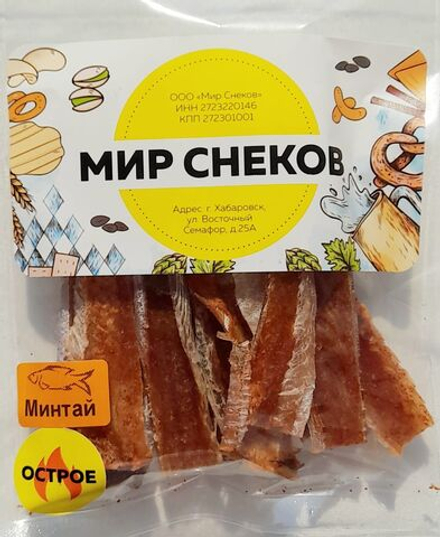 ООО «Мир Снеков»
ИНН 2723220146
КПП 272301001
МИР СНЕКОВ
Адрес: г. Хабаровск,
ул. Восточный
Семафор, д.25А
Минтай
ОСТРОЕ